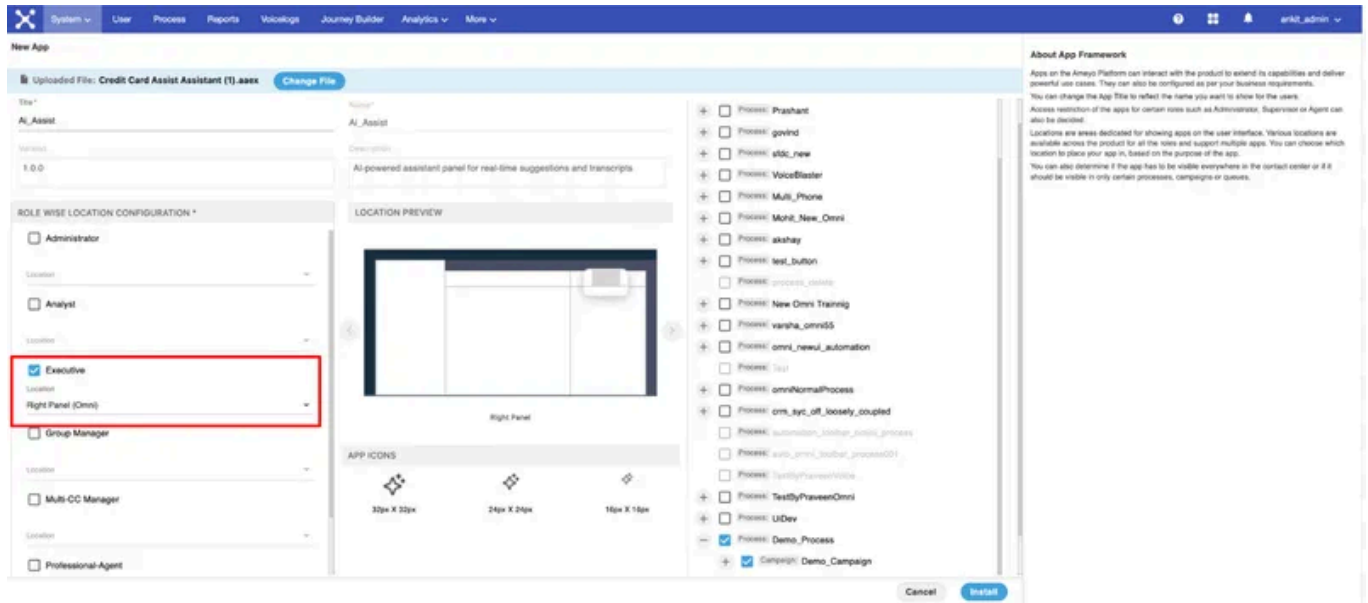 System User Process Reports Voicelogs Journey Builder Analytics More ankit_admin
New App
Uploaded File: Credit Card Assist Assistant (1).aaex Change File
Title*
Ai_Assist
Name*
Ai_Assist
Version
1.0.0
Description
AI-powered assistant panel for real-time suggestions and transcripts
ROLE WISE LOCATION CONFIGURATION *
Administrator
Location
Analyst
Location
Executive
Location
Right Panel (Omni)
Group Manager
Location
Multi-CC Manager
Location
Professional-Agent
LOCATION PREVIEW
Right Panel
APP ICONS
32px X 32px 24px X 24px 16px X 16px
Process: Prashant
Process: govind
Process: sfdc_new
Process: VoiceBlaster
Process: Multi_Phone
Process: Mohit_New_Omni
Process: akshay
Process: test_button
Process: process_delete
Process: New Omni Trainnig
Process: varsha_omni55
Process: omni_newui_automation
Process: Test
Process: omniNormalProcess
Process: crm_syc_off_loosely_coupled
Process:
Process: auto_omni_toolbar_process001
Process: TestByPraveenVoice
Process: TestByPraveenOmni
Process: UiDev
Process: Demo_Process
Campaign: Demo_Campaign
Cancel Install
About App Framework
Apps on the Ameyo Platform can interact with the product to extend its capabilities and deliver
powerful use cases. They can also be configured as per your business requirements.
You can change the App Title to reflect the name you want to show for the users.
Access restriction of the apps for certain roles such as Administrator, Supervisor or Agent can
also be decided.
Locations are areas dedicated for showing apps on the user interface. Various locations are
available across the product for all the roles and support multiple apps. You can choose which
location to place your app in, based on the purpose of the app.
You can also determine if the app has to be visible everywhere in the contact center or if it
should be visible in only certain processes, campaigns or queues.